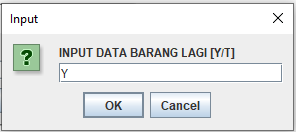 Input
INPUT DATA BARANG LAGI [Y/T]
Y
OK Cancel